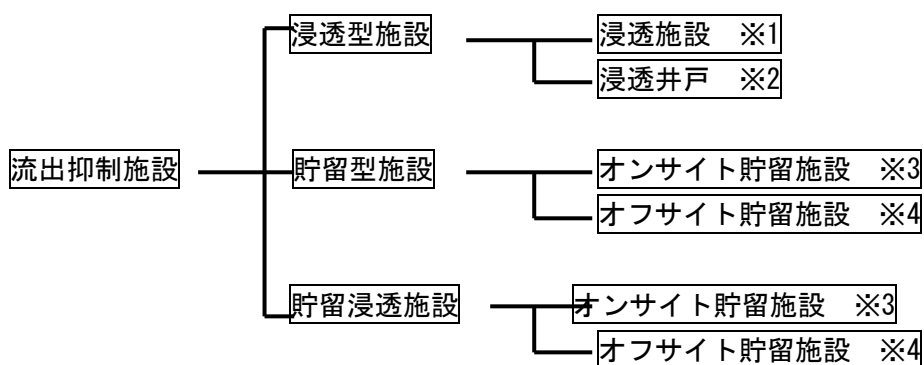 浸透型施設
浸透施設　※1
浸透井戸　※2
流出抑制施設
貯留型施設
オンサイト貯留施設　※3
オフサイト貯留施設　※4
貯留浸透施設
オンサイト貯留施設　※3
オフサイト貯留施設　※4